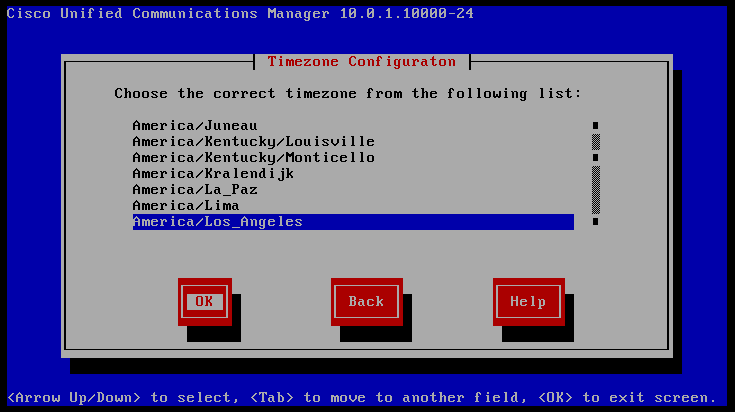 Cisco Unified Communications Manager 10.0.1.10000-24
Timezone Configuraton
Choose the correct timezone from the following list:
America/Juneau
America/Kentucky/Louisville
America/Kentucky/Monticello
America/Kralendijk
America/La_Paz
America/Lima
America/Los_Angeles
OK Back Help
<Arrow Up/Down> to select, <Tab> to move to another field, <OK> to exit screen.